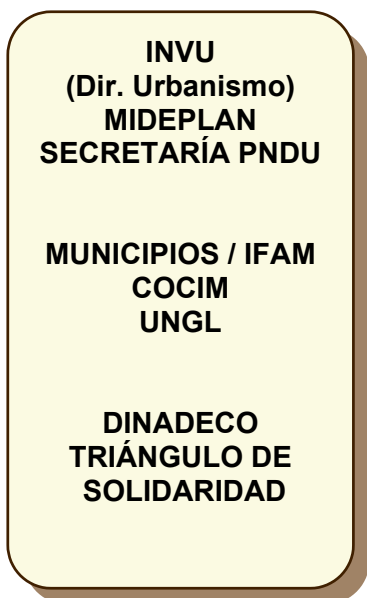 INVU
(Dir. Urbanismo)
MIDEPLAN
SECRETARÍA PNDU
MUNICIPIOS / IFAM
COCIM
UNGL
DINADECO
TRIÁNGULO DE
SOLIDARIDAD